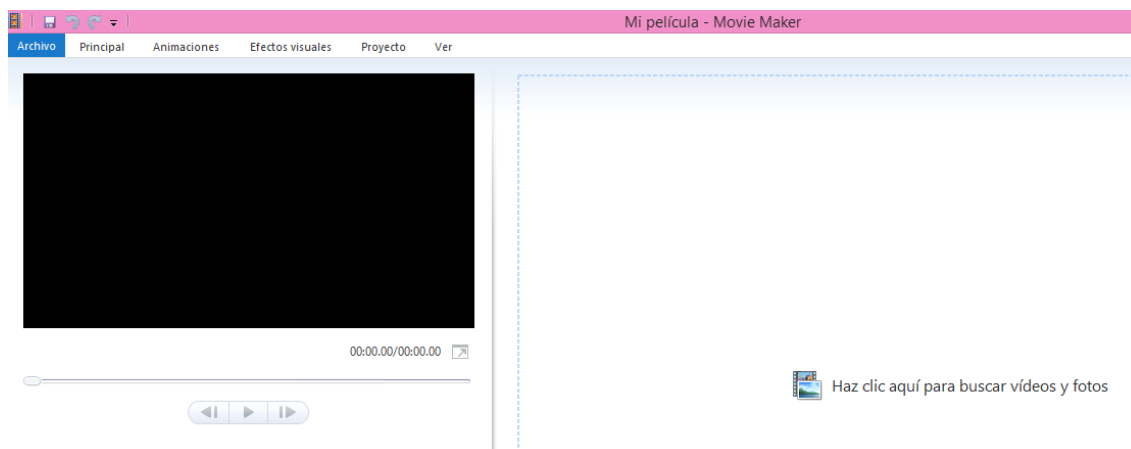 Mi película - Movie Maker
Archivo Principal Animaciones Efectos visuales Proyecto Ver
00:00.00/00:00.00
Haz clic aquí para buscar vídeos y fotos